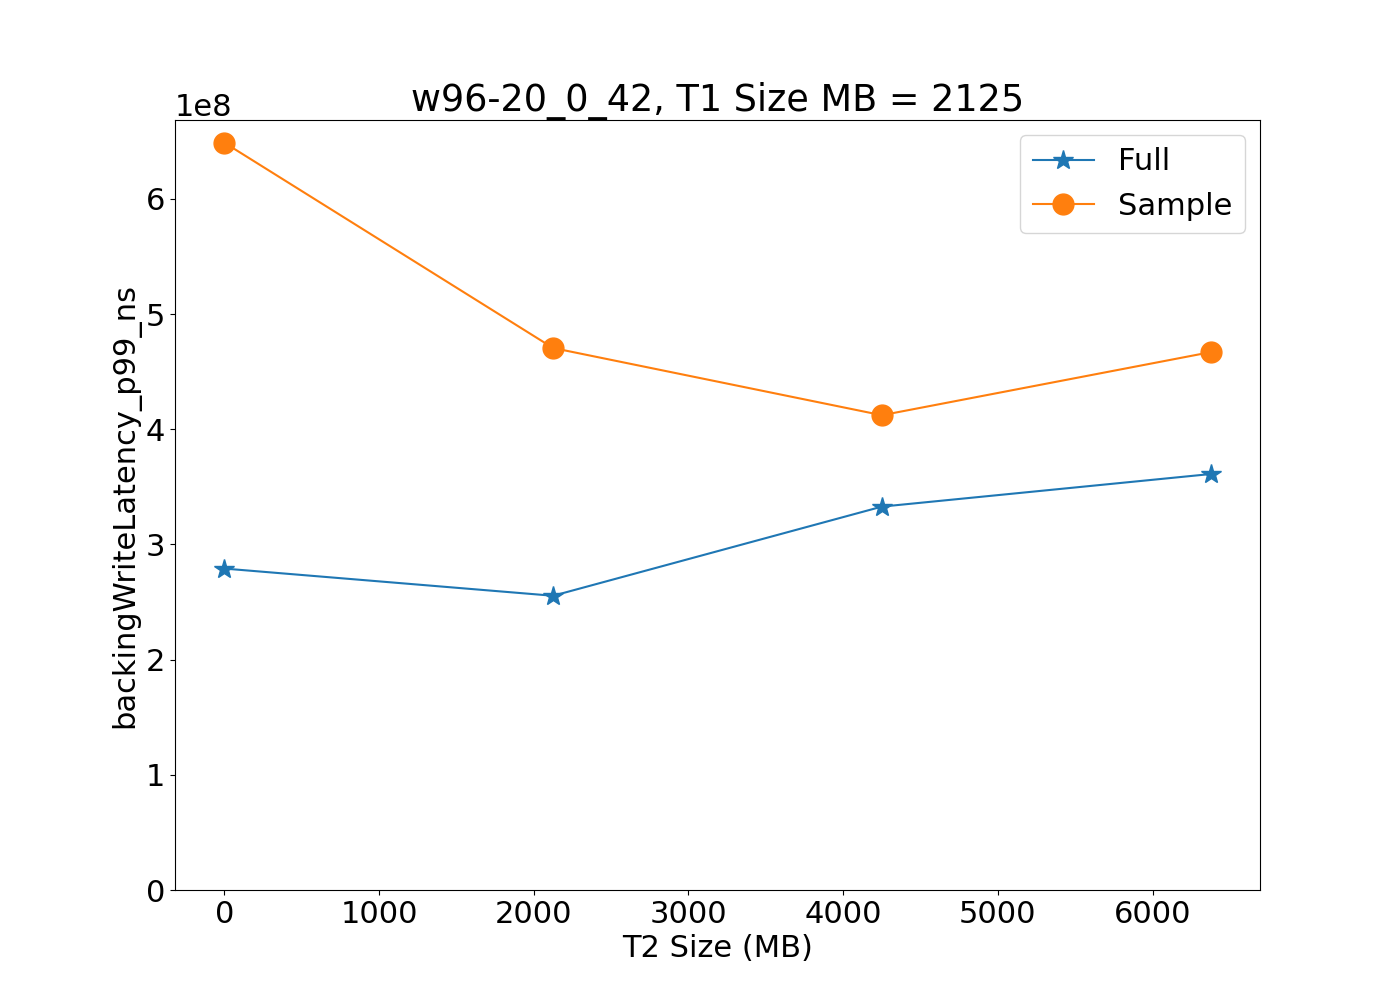 w96-20_0_42, T1 Size MB = 2125
1e8
Full
Sample
6
5
4
3
2
1
0
backingWriteLatency_p99_ns
0 1000 2000 3000 4000 5000 6000
T2 Size (MB)